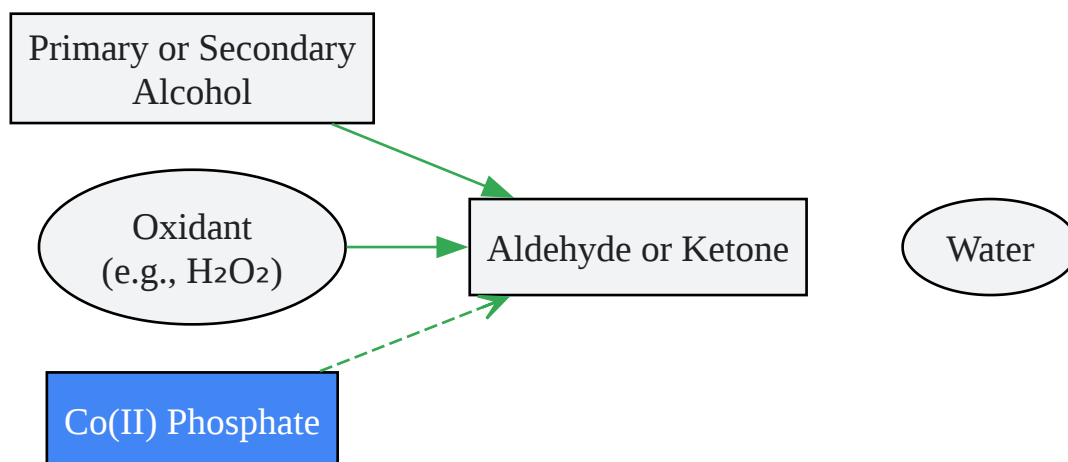 Primary or Secondary
Alcohol
Oxidant
(e.g., H₂O₂)
Aldehyde or Ketone
Water
Co(II) Phosphate